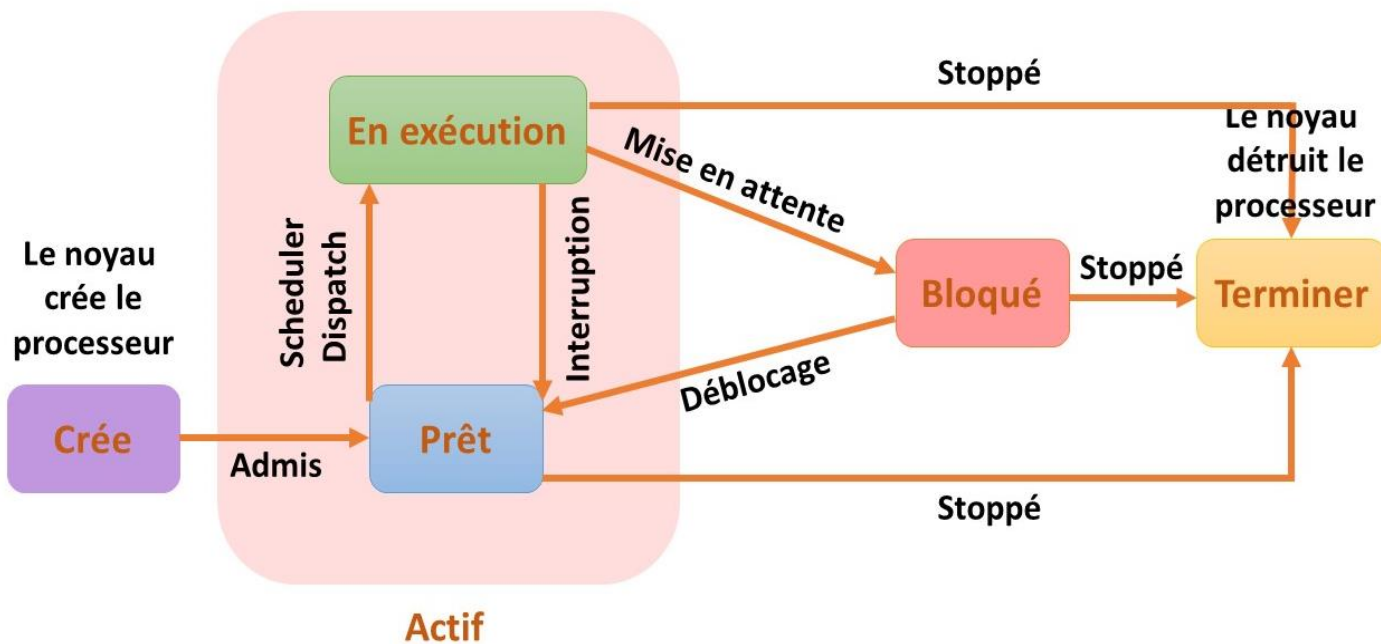 Stoppé
En exécution
Mise en attente
Le noyau
détruit le
processeur
Scheduler
Dispatch
Interruption
Le noyau
crée le
processeur
Bloqué
Stoppé
Terminer
Déblocage
Crée
Admis
Prêt
Stoppé
Actif